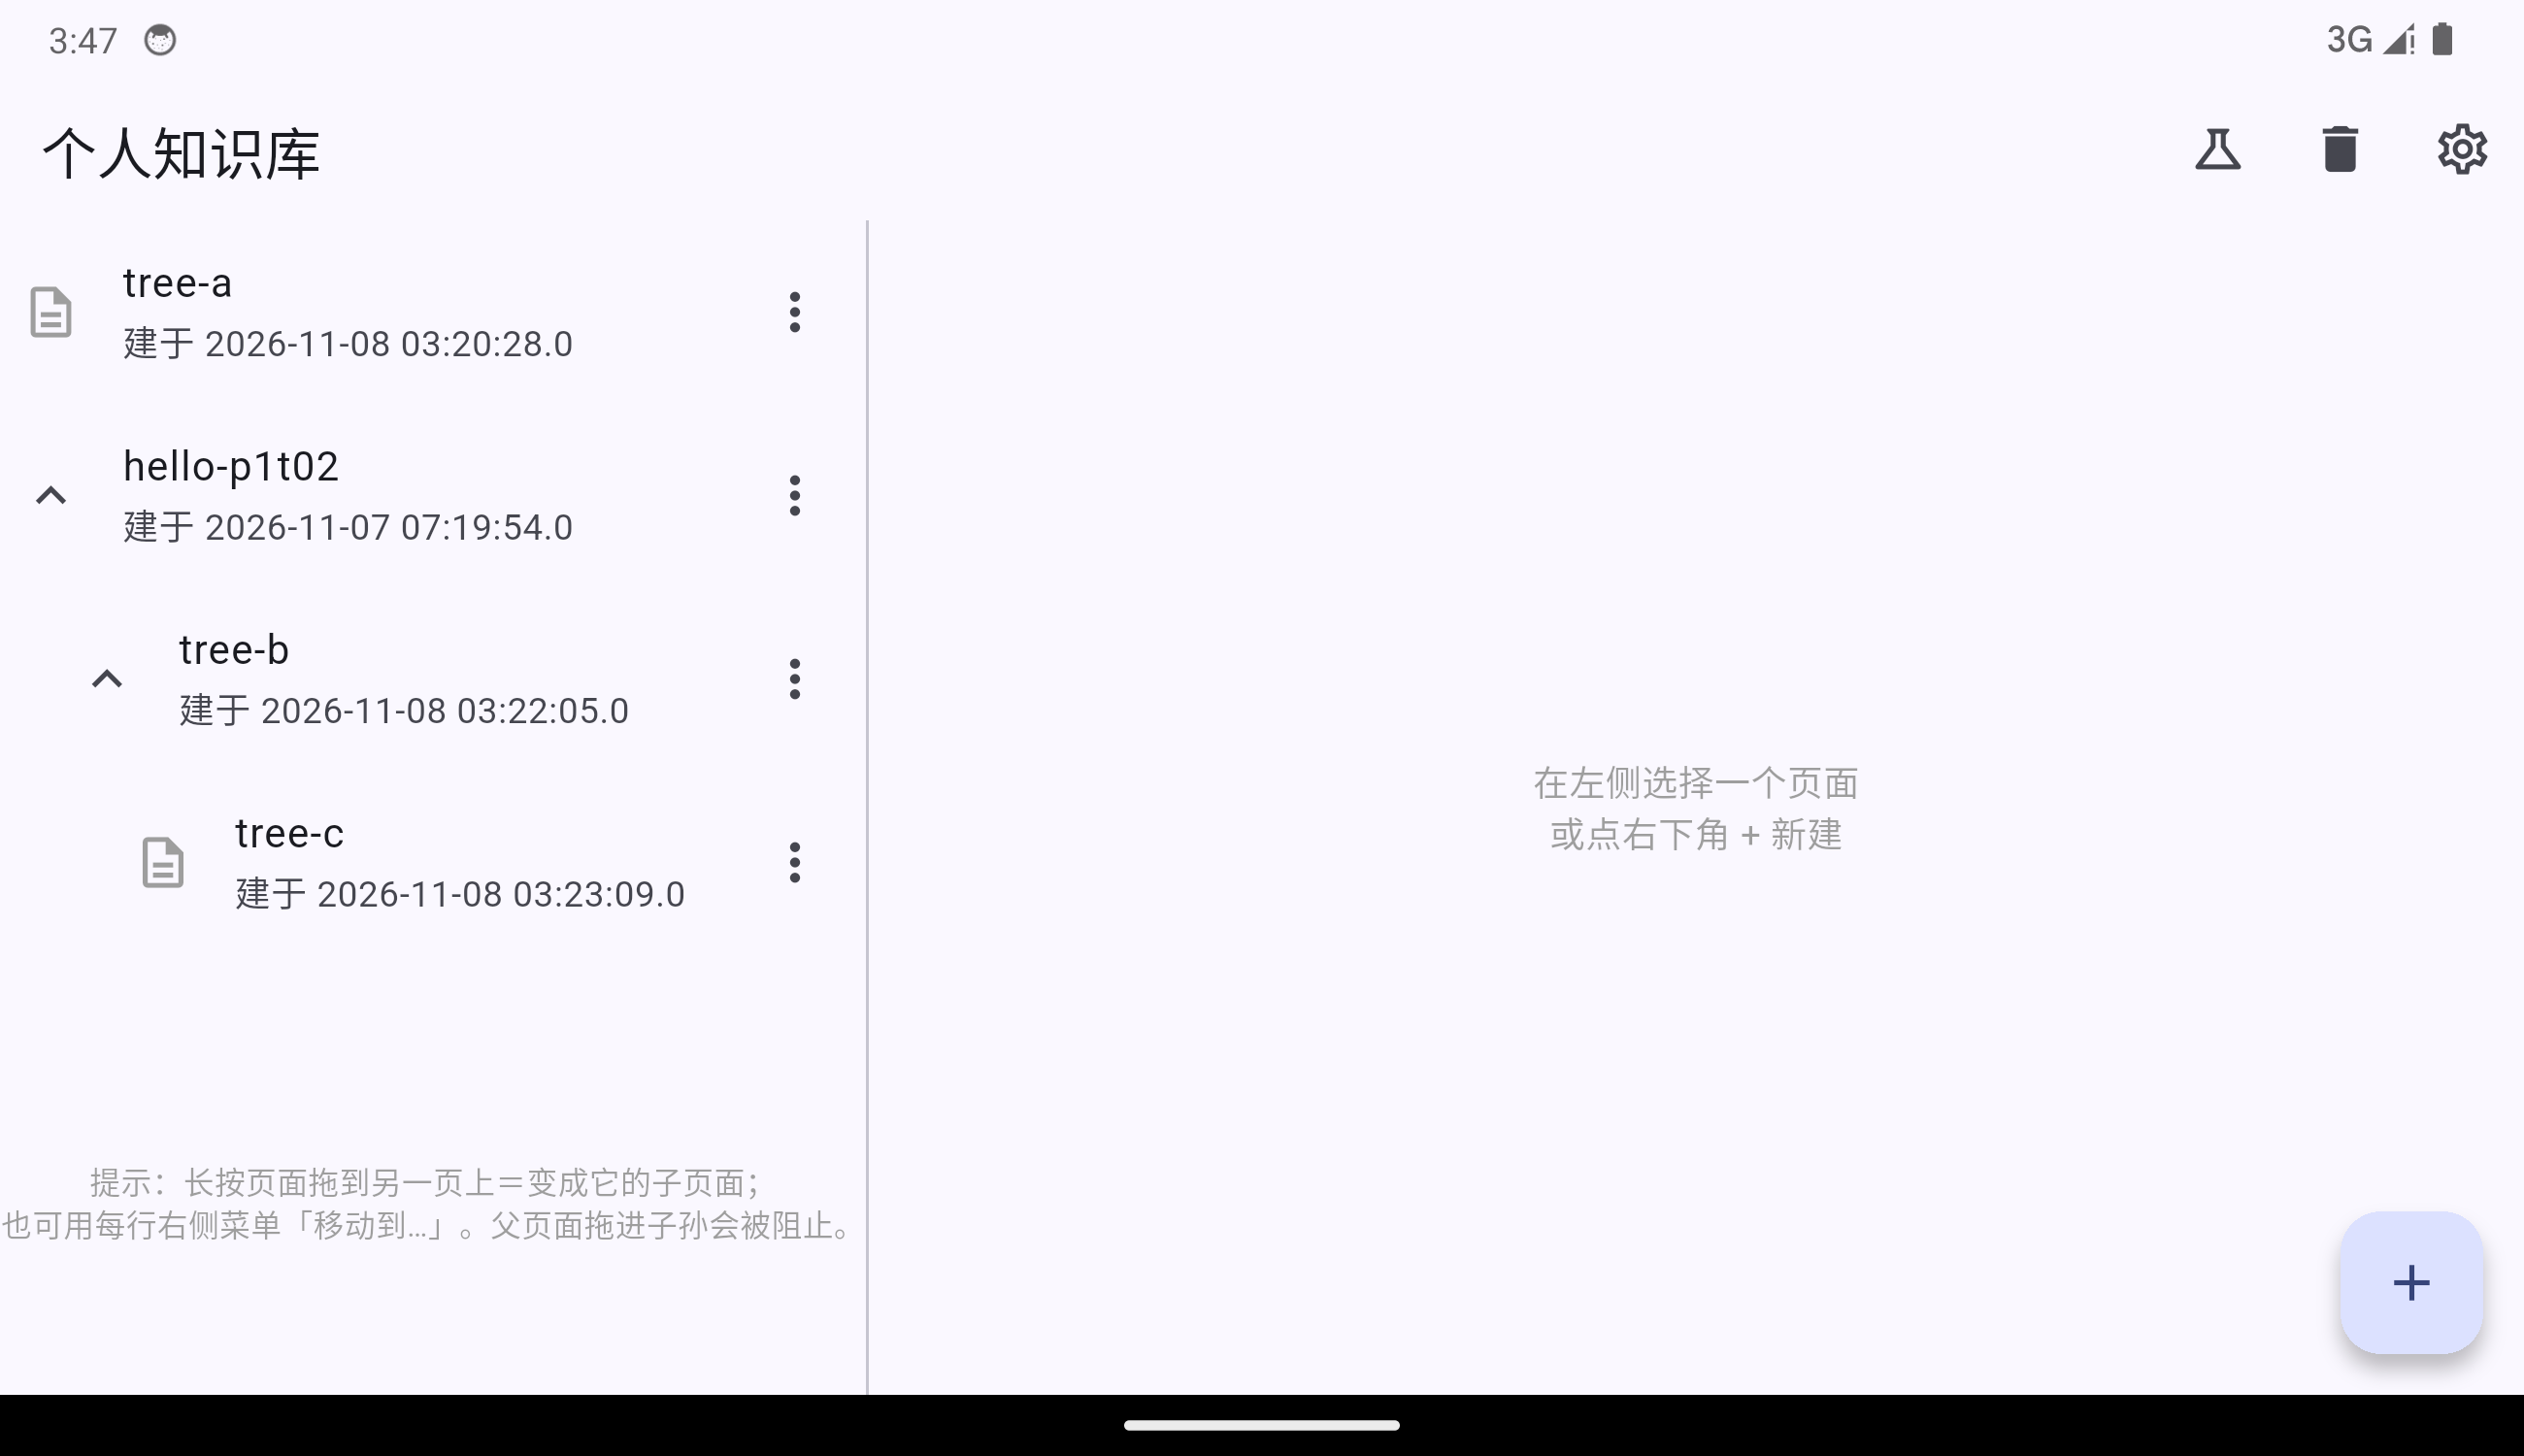 3:47
3G
个人知识库
tree-a
建于 2026-11-08 03:20:28.0
hello-p1t02
建于 2026-11-07 07:19:54.0
tree-b
建于 2026-11-08 03:22:05.0
tree-c
建于 2026-11-08 03:23:09.0
提示：长按页面拖到另一页上＝变成它的子页面；
也可用每行右侧菜单「移动到…」。父页面拖进子孙会被阻止。
在左侧选择一个页面
或点右下角 + 新建